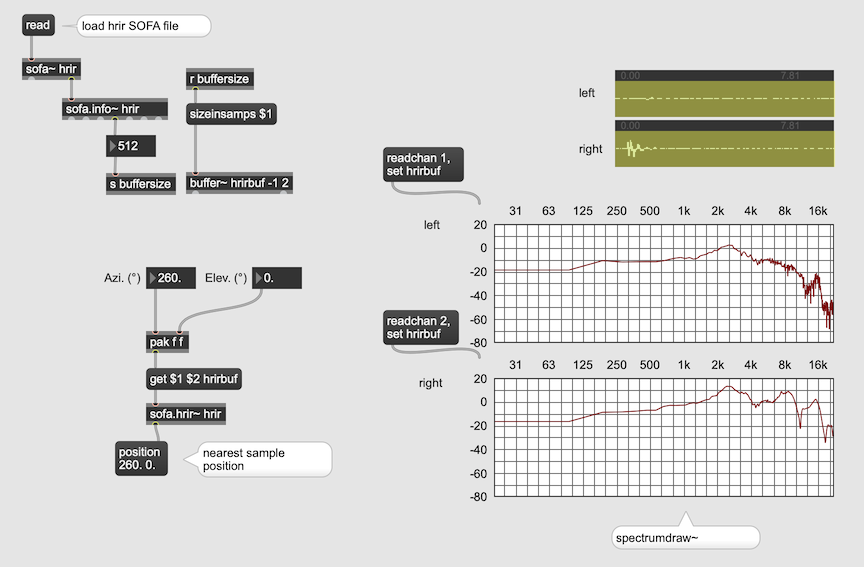 read
load hrir SOFA file
sofa~ hrir
sofa.info~ hrir
512
s buffersize
r buffersize
sizeinsamps $1
buffer~ hrirbuf -1 2
Azi. (°)
260.
Elev. (°)
0.
pak f f
get $1 $2 hrirbuf
sofa.hrir~ hrir
position
260. 0.
nearest sample
position
left
0.00 7.81
right
0.00 7.81
readchan 1,
set hrirbuf
left
31 63 125 250 500 1k 2k 4k 8k 16k
20
0
-20
-40
-60
-80
readchan 2,
set hrirbuf
right
31 63 125 250 500 1k 2k 4k 8k 16k
20
0
-20
-40
-60
-80
spectrumdraw~